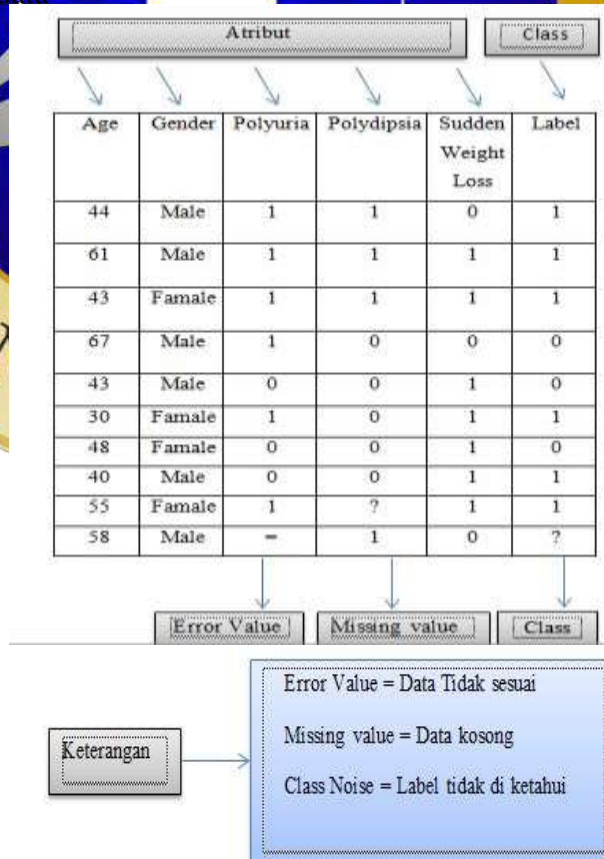 Atribut Class
Age Gender Polyuria Polydipsia Sudden Label
Weight
Loss
44 Male 1 1 0 1
61 Male 1 1 1 1
43 Famale 1 1 1 1
67 Male 1 0 0 0
43 Male 0 0 1 0
30 Famale 1 0 1 1
48 Famale 0 0 1 0
40 Male 0 0 1 1
55 Famale 1 ? 1 1
58 Male = 1 0 ?
Error Value Missing value Class
Keterangan
Error Value = Data Tidak sesuai
Missing value = Data kosong
Class Noise = Label tidak di ketahui